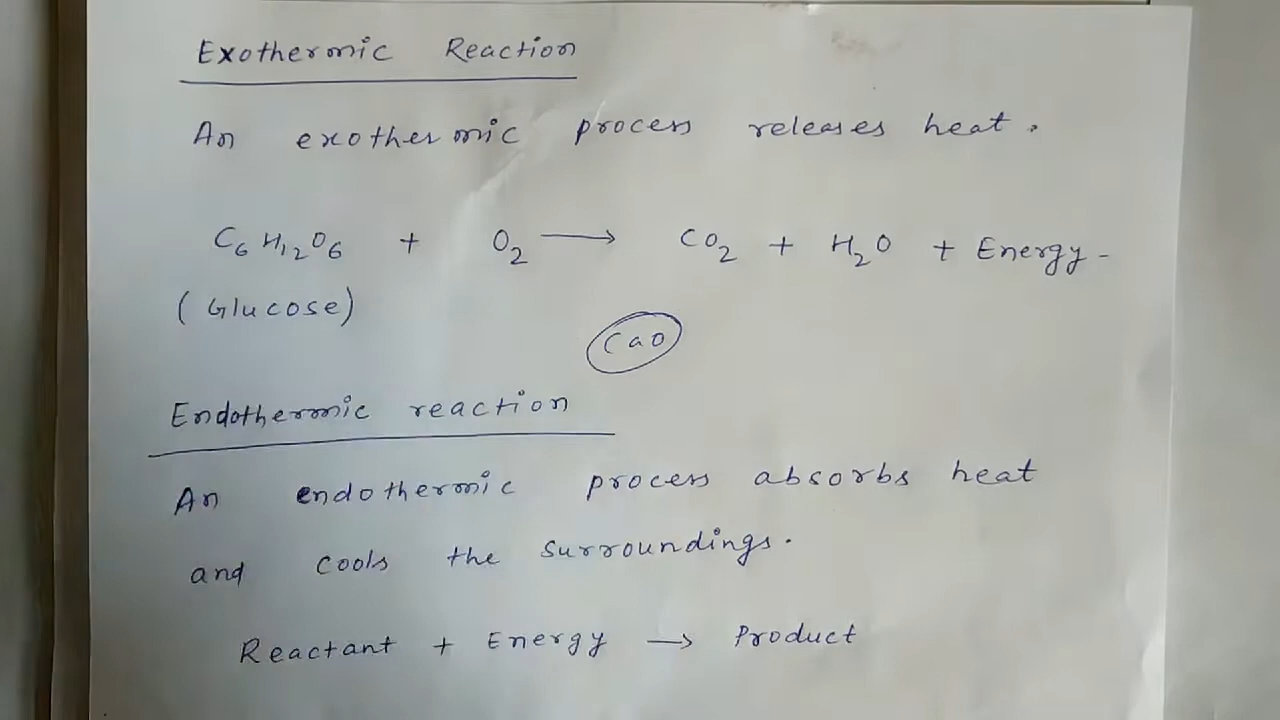 Exothermic Reaction
An exothermic process releases heat.
C₆H₁₂O₆ + O₂ ⟶ CO₂ + H₂O + Energy -
(Glucose)
CaO
Endothermic reaction
An endothermic process absorbs heat
and cools the surroundings.
Reactant + Energy → Product